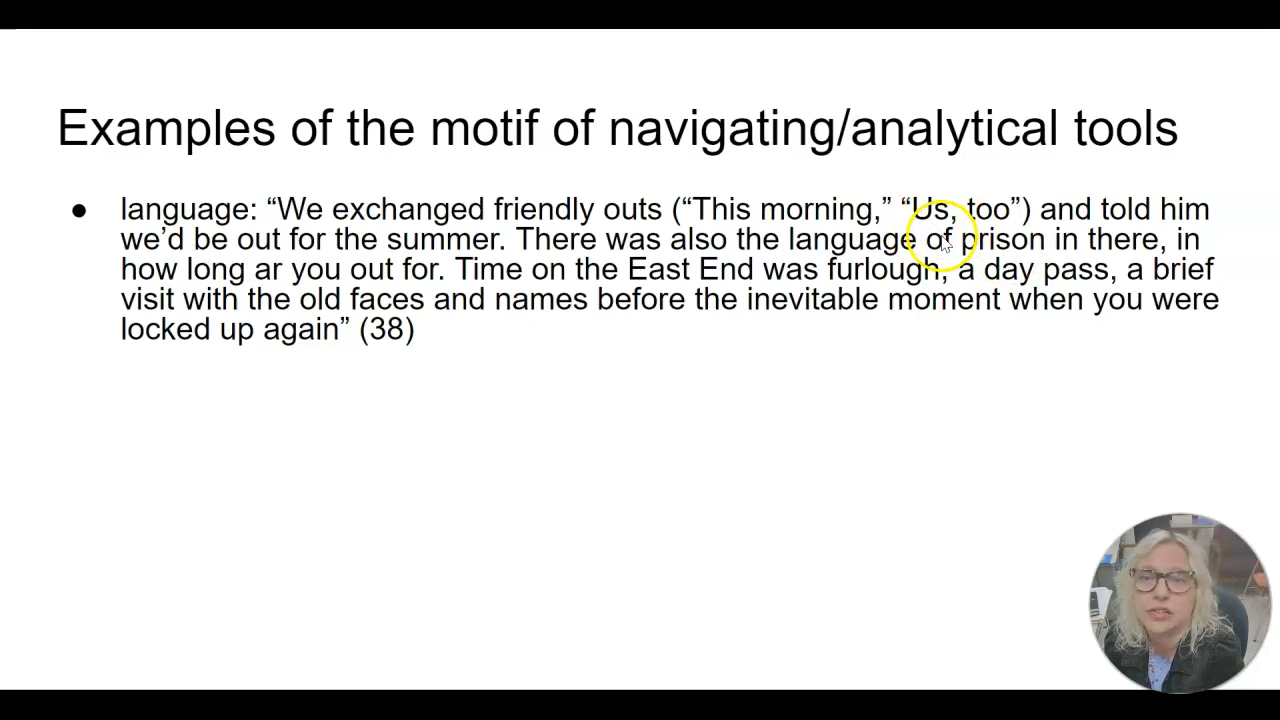 Examples of the motif of navigating/analytical tools
● language: “We exchanged friendly outs (“This morning,” “Us, too”) and told him
we’d be out for the summer. There was also the language of prison in there, in
how long ar you out for. Time on the East End was furlough, a day pass, a brief
visit with the old faces and names before the inevitable moment when you were
locked up again” (38)